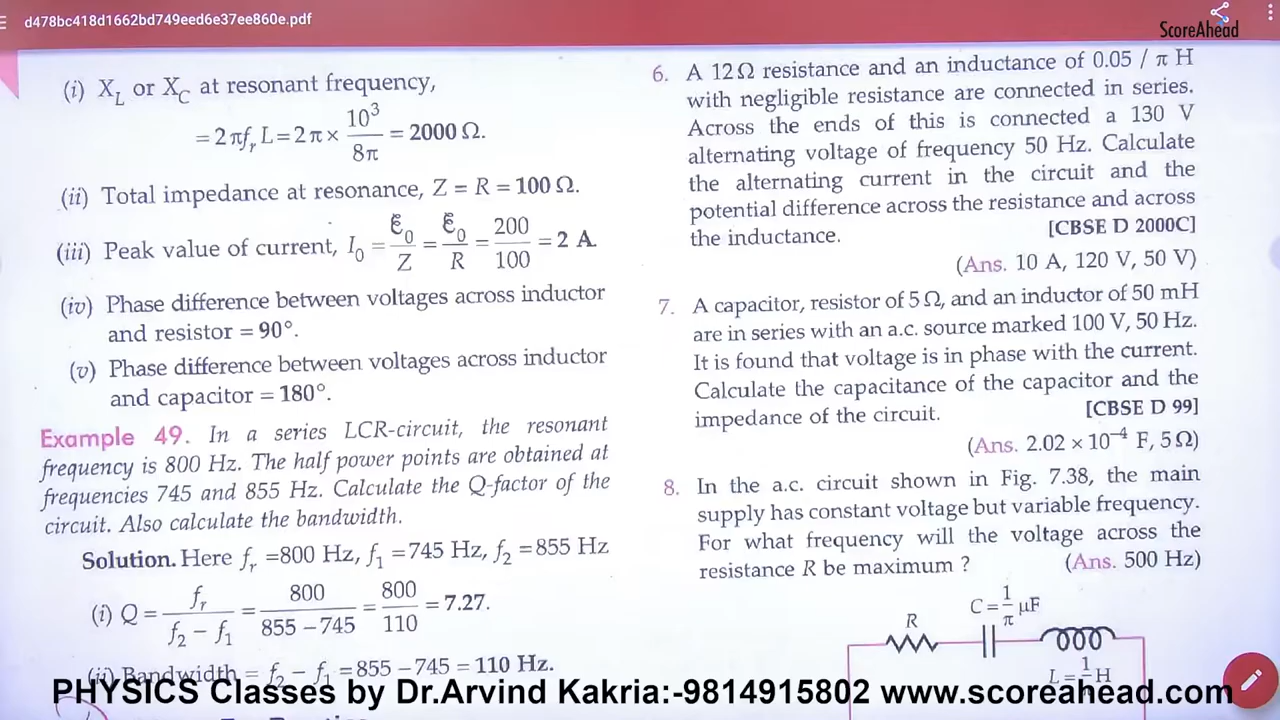 d478bc418d1662bd749eed6e37ee860e.pdf
ScoreAhead
(i) X_L or X_C at resonant frequency,
= 2πf_r L = 2π × 10³/8π = 2000 Ω.
(ii) Total impedance at resonance, Z = R = 100 Ω.
(iii) Peak value of current, I₀ = ℰ₀/Z = ℰ₀/R = 200/100 = 2 A.
(iv) Phase difference between voltages across inductor
and resistor = 90°.
(v) Phase difference between voltages across inductor
and capacitor = 180°.
Example 49. In a series LCR-circuit, the resonant
frequency is 800 Hz. The half power points are obtained at
frequencies 745 and 855 Hz. Calculate the Q-factor of the
circuit. Also calculate the bandwidth.
Solution. Here f_r = 800 Hz, f₁ = 745 Hz, f₂ = 855 Hz
(i) Q = f_r/(f₂ − f₁) = 800/(855 − 745) = 800/110 = 7.27.
(ii) Bandwidth = f₂ − f₁ = 855 − 745 = 110 Hz.
6. A 12 Ω resistance and an inductance of 0.05 / π H
with negligible resistance are connected in series.
Across the ends of this is connected a 130 V
alternating voltage of frequency 50 Hz. Calculate
the alternating current in the circuit and the
potential difference across the resistance and across
the inductance. [CBSE D 2000C]
(Ans. 10 A, 120 V, 50 V)
7. A capacitor, resistor of 5 Ω, and an inductor of 50 mH
are in series with an a.c. source marked 100 V, 50 Hz.
It is found that voltage is in phase with the current.
Calculate the capacitance of the capacitor and the
impedance of the circuit. [CBSE D 99]
(Ans. 2.02 × 10⁻⁴ F, 5 Ω)
8. In the a.c. circuit shown in Fig. 7.38, the main
supply has constant voltage but variable frequency.
For what frequency will the voltage across the
resistance R be maximum ? (Ans. 500 Hz)
R
C = 1/π μF
L = 1/ H
PHYSICS Classes by Dr.Arvind Kakria:-9814915802 www.scoreahead.com